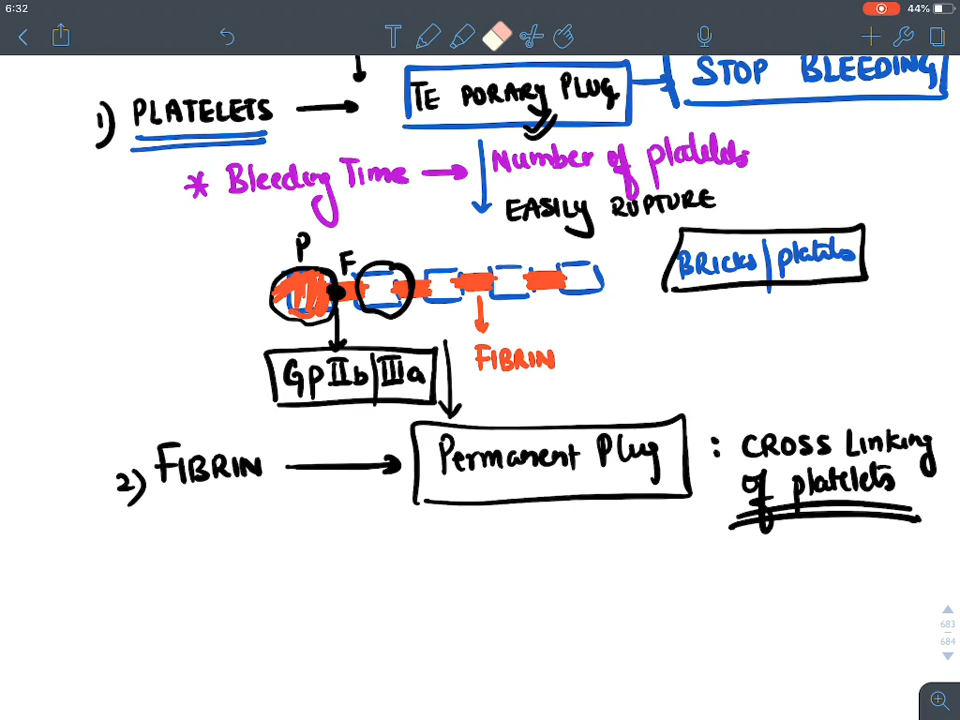 6:32
44%
STOP BLEEDING
1) PLATELETS → TE PORARY PLUG
* Bleeding Time → Number of platelets
EASILY RUPTURE
P
F
BRICKS | platelets
FIBRIN
GpIIb|IIIa
2) FIBRIN → Permanent Plug : CROSS Linking
of platelets
683
684